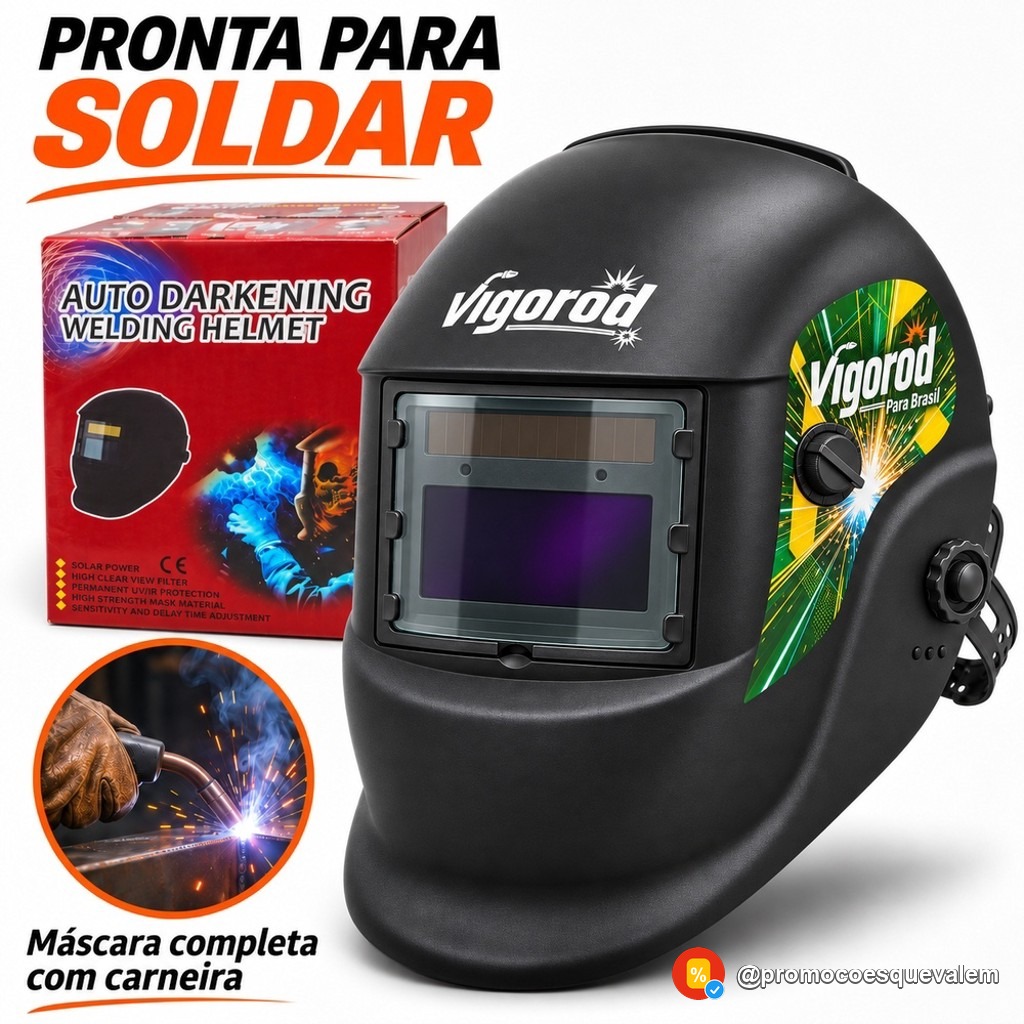 PRONTA PARA
SOLDAR
AUTO DARKENING
WELDING HELMET
SOLAR POWER CE
HIGH CLEAR VIEW FILTER
PERMANENT UV/IR PROTECTION
HIGH STRENGTH MASK MATERIAL
SENSITIVITY AND DELAY TIME ADJUSTMENT
Vigorod
Vigorod
Para Brasil
Máscara completa
com carneira
%
@promocoesquevalem